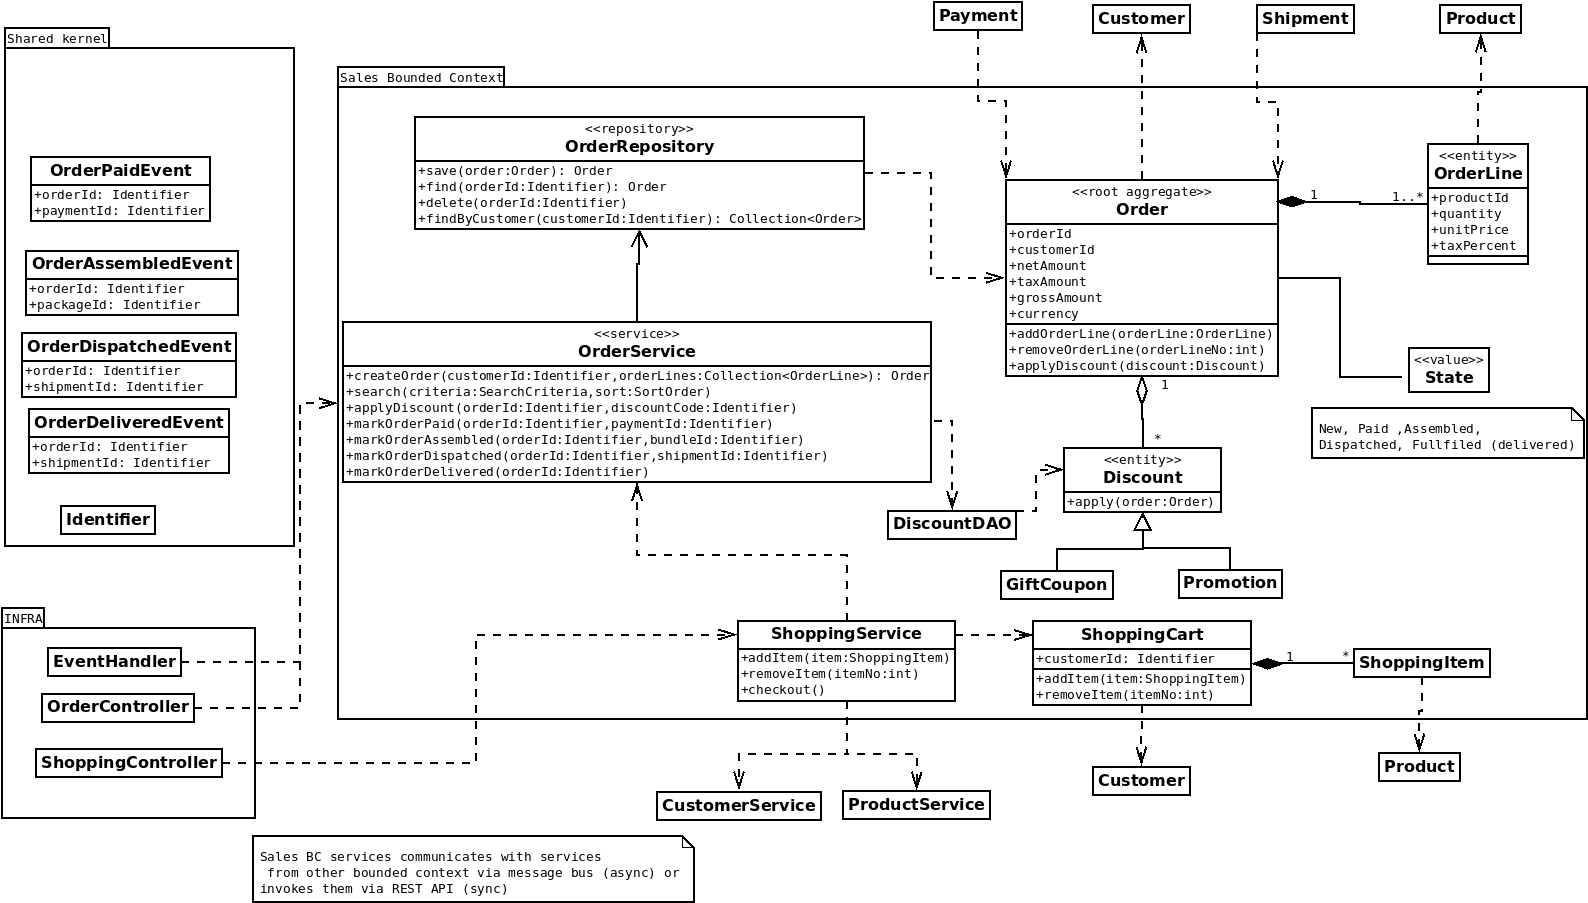 Payment
Customer
Shipment
Product
Shared kernel
OrderPaidEvent
+orderId: Identifier
+paymentId: Identifier
OrderAssembledEvent
+orderId: Identifier
+packageId: Identifier
OrderDispatchedEvent
+orderId: Identifier
+shipmentId: Identifier
OrderDeliveredEvent
+orderId: Identifier
+shipmentId: Identifier
Identifier
Sales Bounded Context
<<repository>>
OrderRepository
+save(order:Order): Order
+find(orderId:Identifier): Order
+delete(orderId:Identifier)
+findByCustomer(customerId:Identifier): Collection<Order>
<<root aggregate>>
Order
+orderId
+customerId
+netAmount
+taxAmount
+grossAmount
+currency
+addOrderLine(orderLine:OrderLine)
+removeOrderLine(orderLineNo:int)
+applyDiscount(discount:Discount)
1
1..*
<<entity>>
OrderLine
+productId
+quantity
+unitPrice
+taxPercent
<<service>>
OrderService
+createOrder(customerId:Identifier,orderLines:Collection<OrderLine>): Order
+search(criteria:SearchCriteria,sort:SortOrder)
+applyDiscount(orderId:Identifier,discountCode:Identifier)
+markOrderPaid(orderId:Identifier,paymentId:Identifier)
+markOrderAssembled(orderId:Identifier,bundleId:Identifier)
+markOrderDispatched(orderId:Identifier,shipmentId:Identifier)
+markOrderDelivered(orderId:Identifier)
<<value>>
State
New, Paid ,Assembled,
Dispatched, Fullfiled (delivered)
1
*
<<entity>>
Discount
+apply(order:Order)
DiscountDAO
GiftCoupon
Promotion
INFRA
EventHandler
OrderController
ShoppingController
ShoppingService
+addItem(item:ShoppingItem)
+removeItem(itemNo:int)
+checkout()
ShoppingCart
+customerId: Identifier
+addItem(item:ShoppingItem)
+removeItem(itemNo:int)
1
*
ShoppingItem
CustomerService
ProductService
Customer
Product
Sales BC services communicates with services
from other bounded context via message bus (async) or
invokes them via REST API (sync)